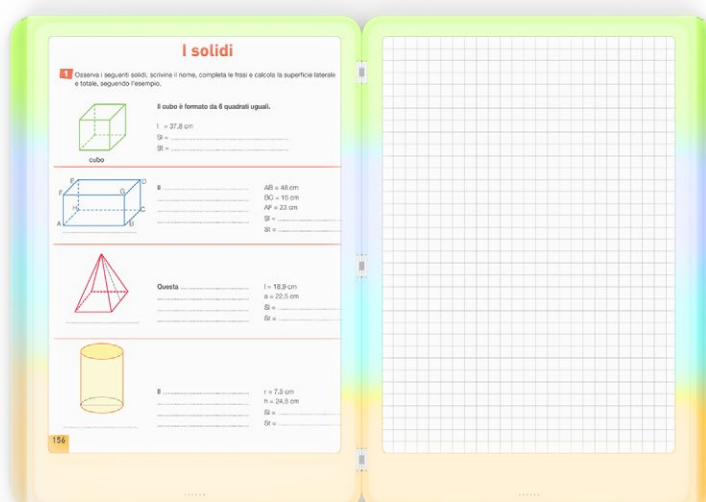 I solidi
1 Osserva i seguenti solidi, scrivine il nome, completa le frasi e calcola la superficie laterale
e totale, seguendo l'esempio.
Il cubo è formato da 6 quadrati uguali.
l = 37,8 cm
Sl =
St =
cubo
E D
F G
H C
A B
Il
AB = 48 cm
BC = 16 cm
AF = 23 cm
Sl =
St =
Questa
l = 18,9 cm
a = 22,5 cm
Sl =
St =
Il
r = 7,5 cm
h = 24,5 cm
Sl =
St =
156